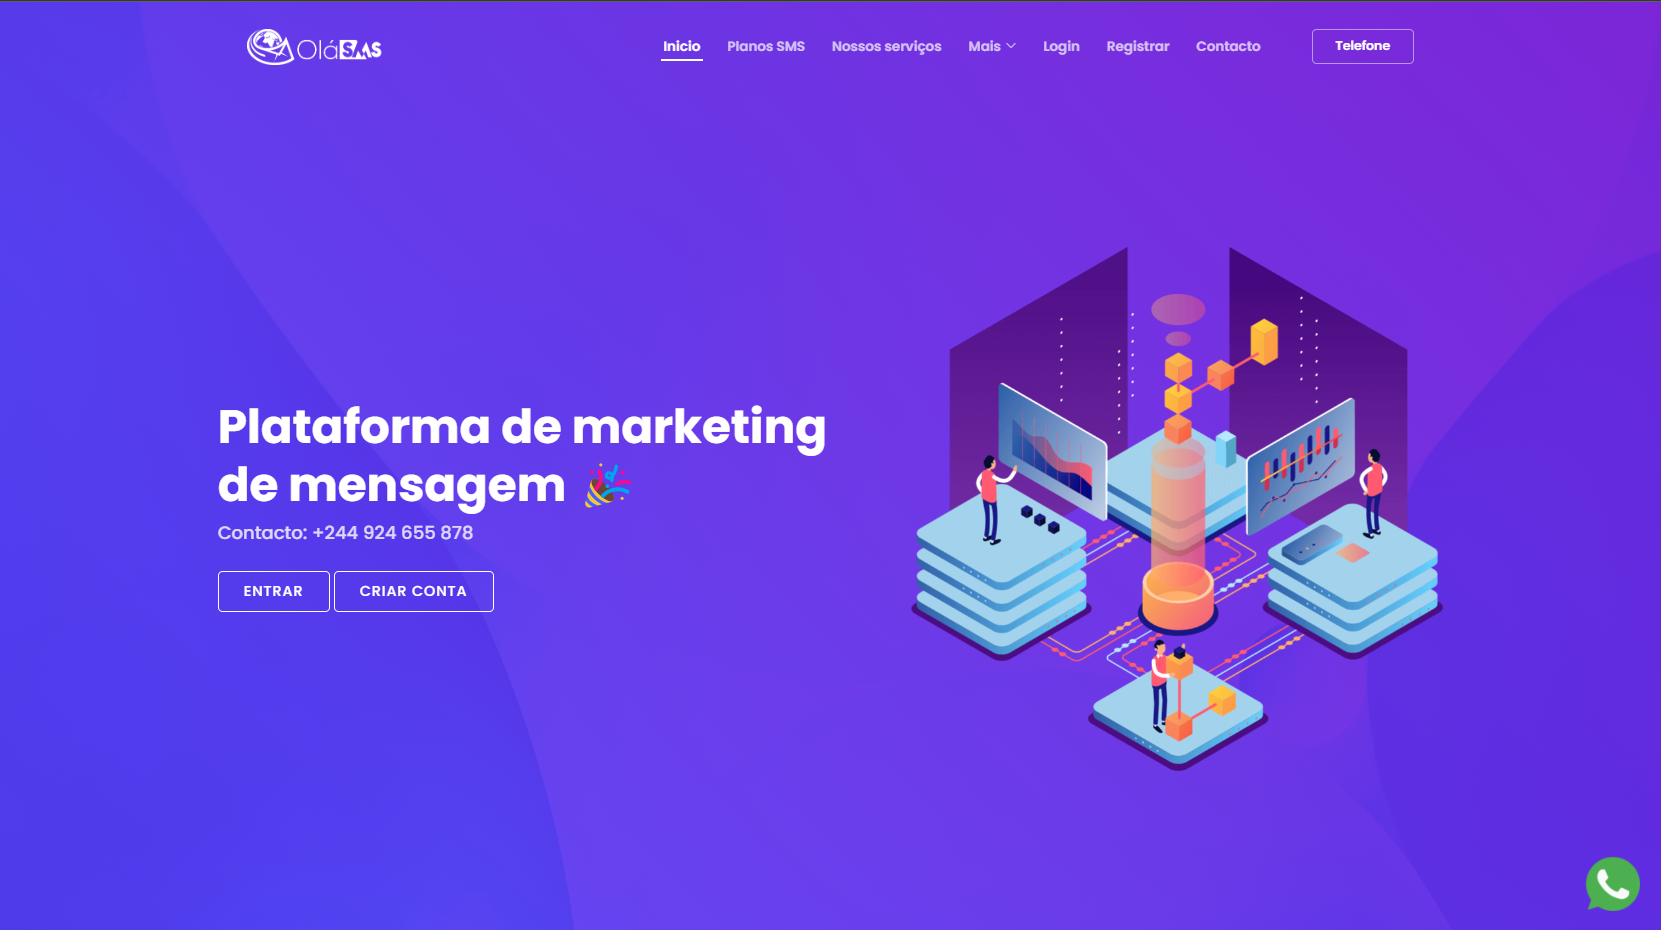 OláSMS
Inicio
Planos SMS
Nossos serviços
Mais
Login
Registrar
Contacto
Telefone
Plataforma de marketing
de mensagem 🎉
Contacto: +244 924 655 878
ENTRAR
CRIAR CONTA